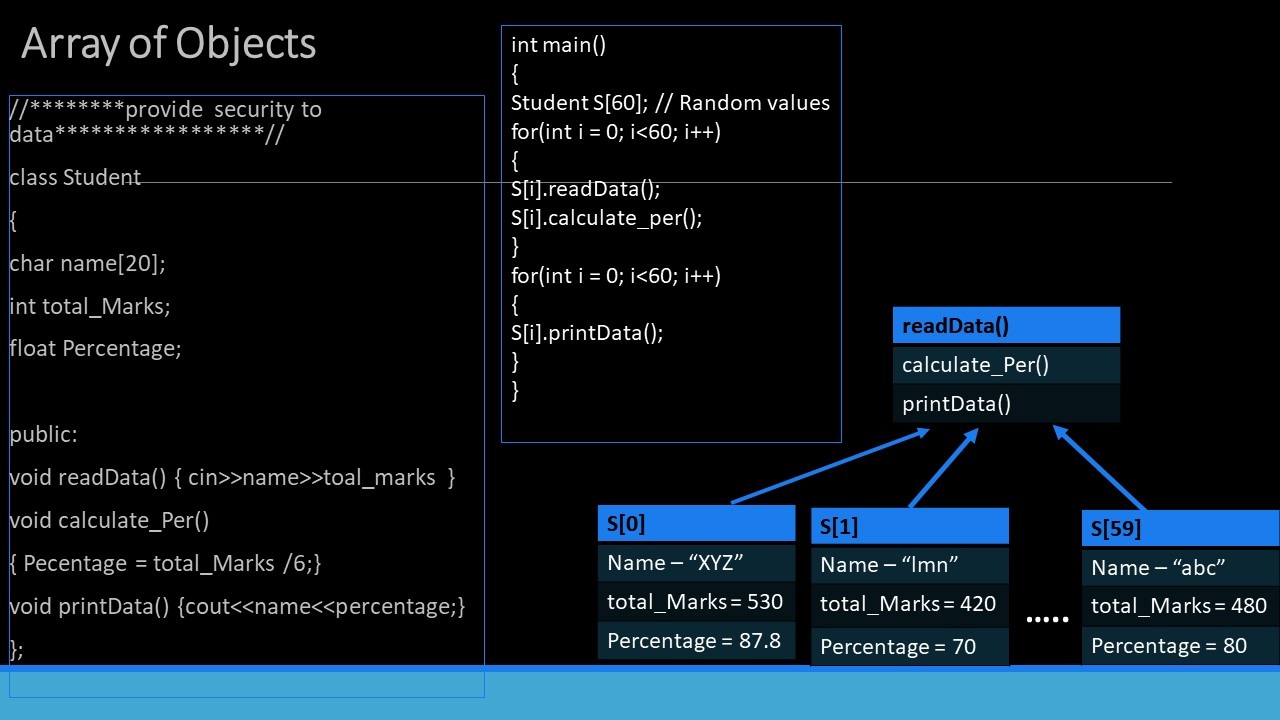 Array of Objects
//********provide security to
data*****************//
class Student
{
char name[20];
int total_Marks;
float Percentage;
public:
void readData() { cin>>name>>toal_marks }
void calculate_Per()
{ Pecentage = total_Marks /6;}
void printData() {cout<<name<<percentage;}
};
int main()
{
Student S[60]; // Random values
for(int i = 0; i<60; i++)
{
S[i].readData();
S[i].calculate_per();
}
for(int i = 0; i<60; i++)
{
S[i].printData();
}
}
readData()
calculate_Per()
printData()
S[0]
Name – “XYZ”
total_Marks = 530
Percentage = 87.8
S[1]
Name – “lmn”
total_Marks = 420
Percentage = 70
.....
S[59]
Name – “abc”
total_Marks = 480
Percentage = 80